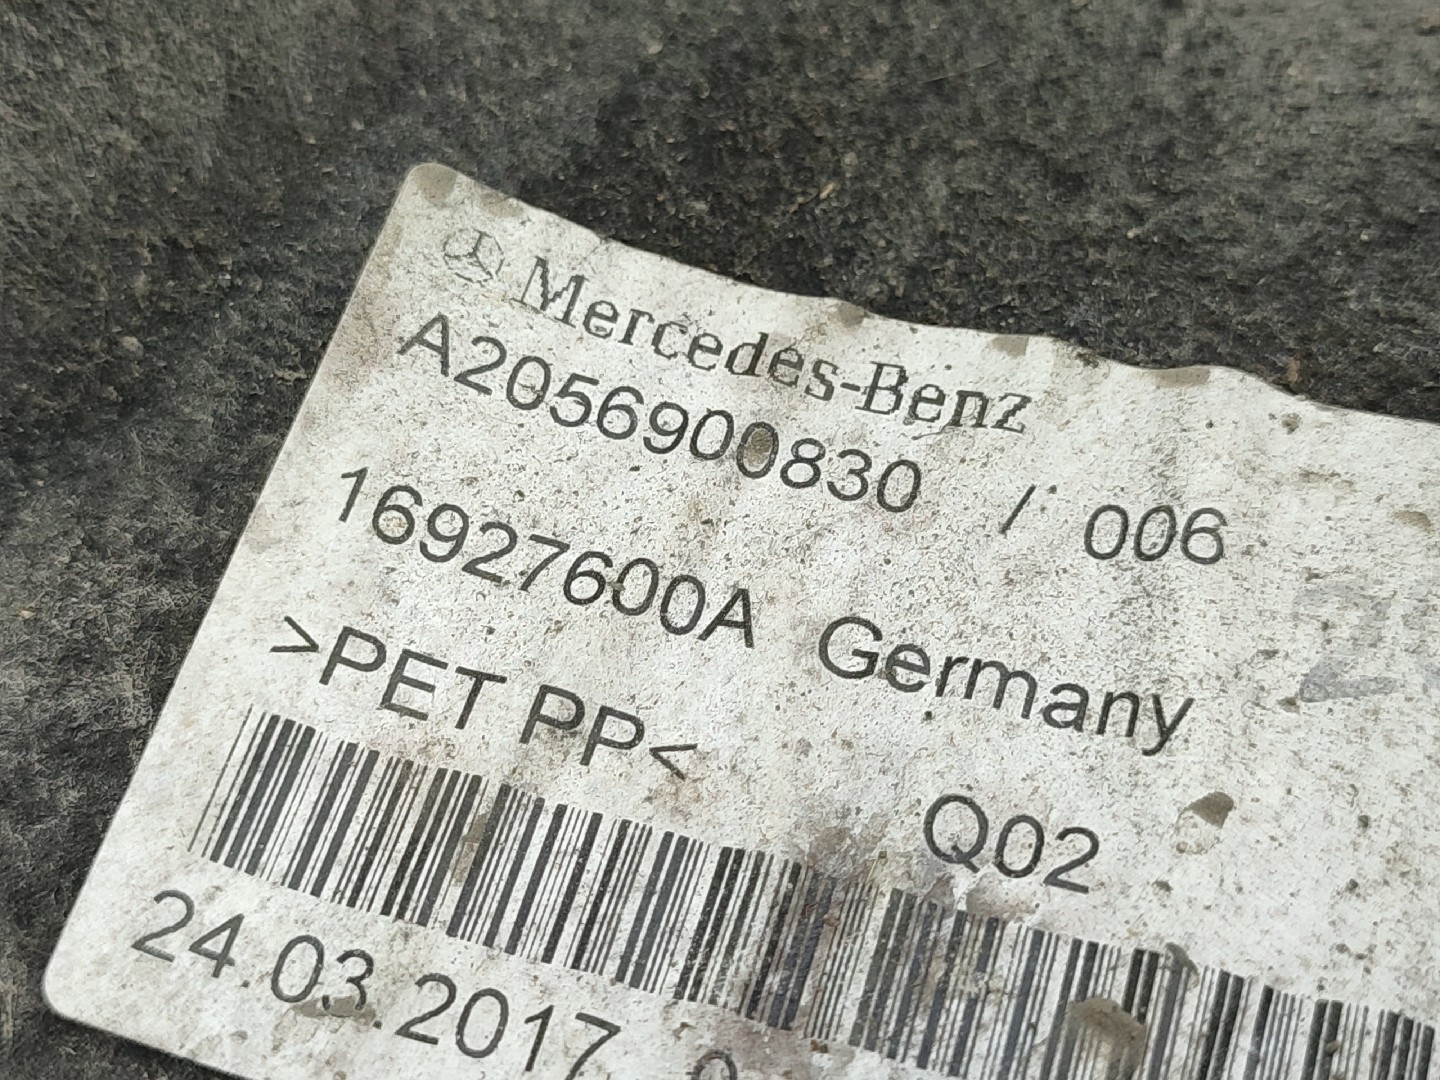 Mercedes-Benz
A2056900830 / 006
16927600A Germany
>PET PP<
Q02
24.03.2017